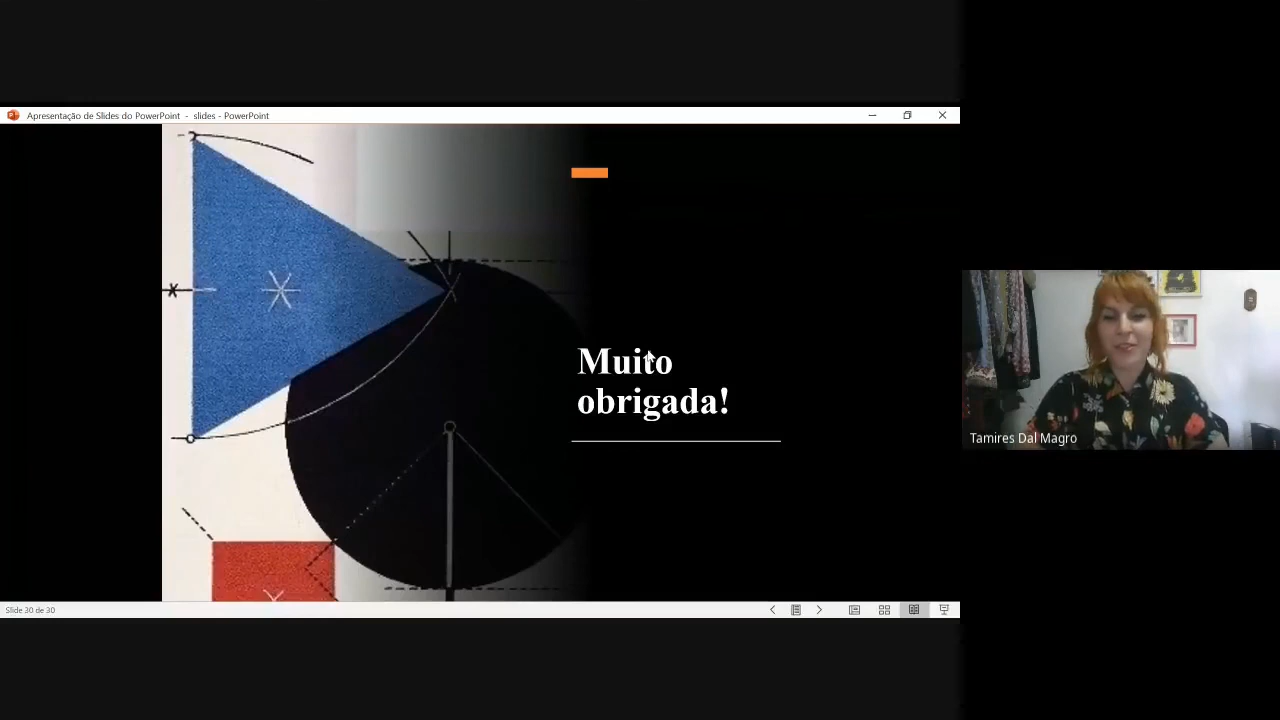 Apresentação de Slides do PowerPoint - slides - PowerPoint
Muito
obrigada!
Tamires Dal Magro
Slide 30 de 30